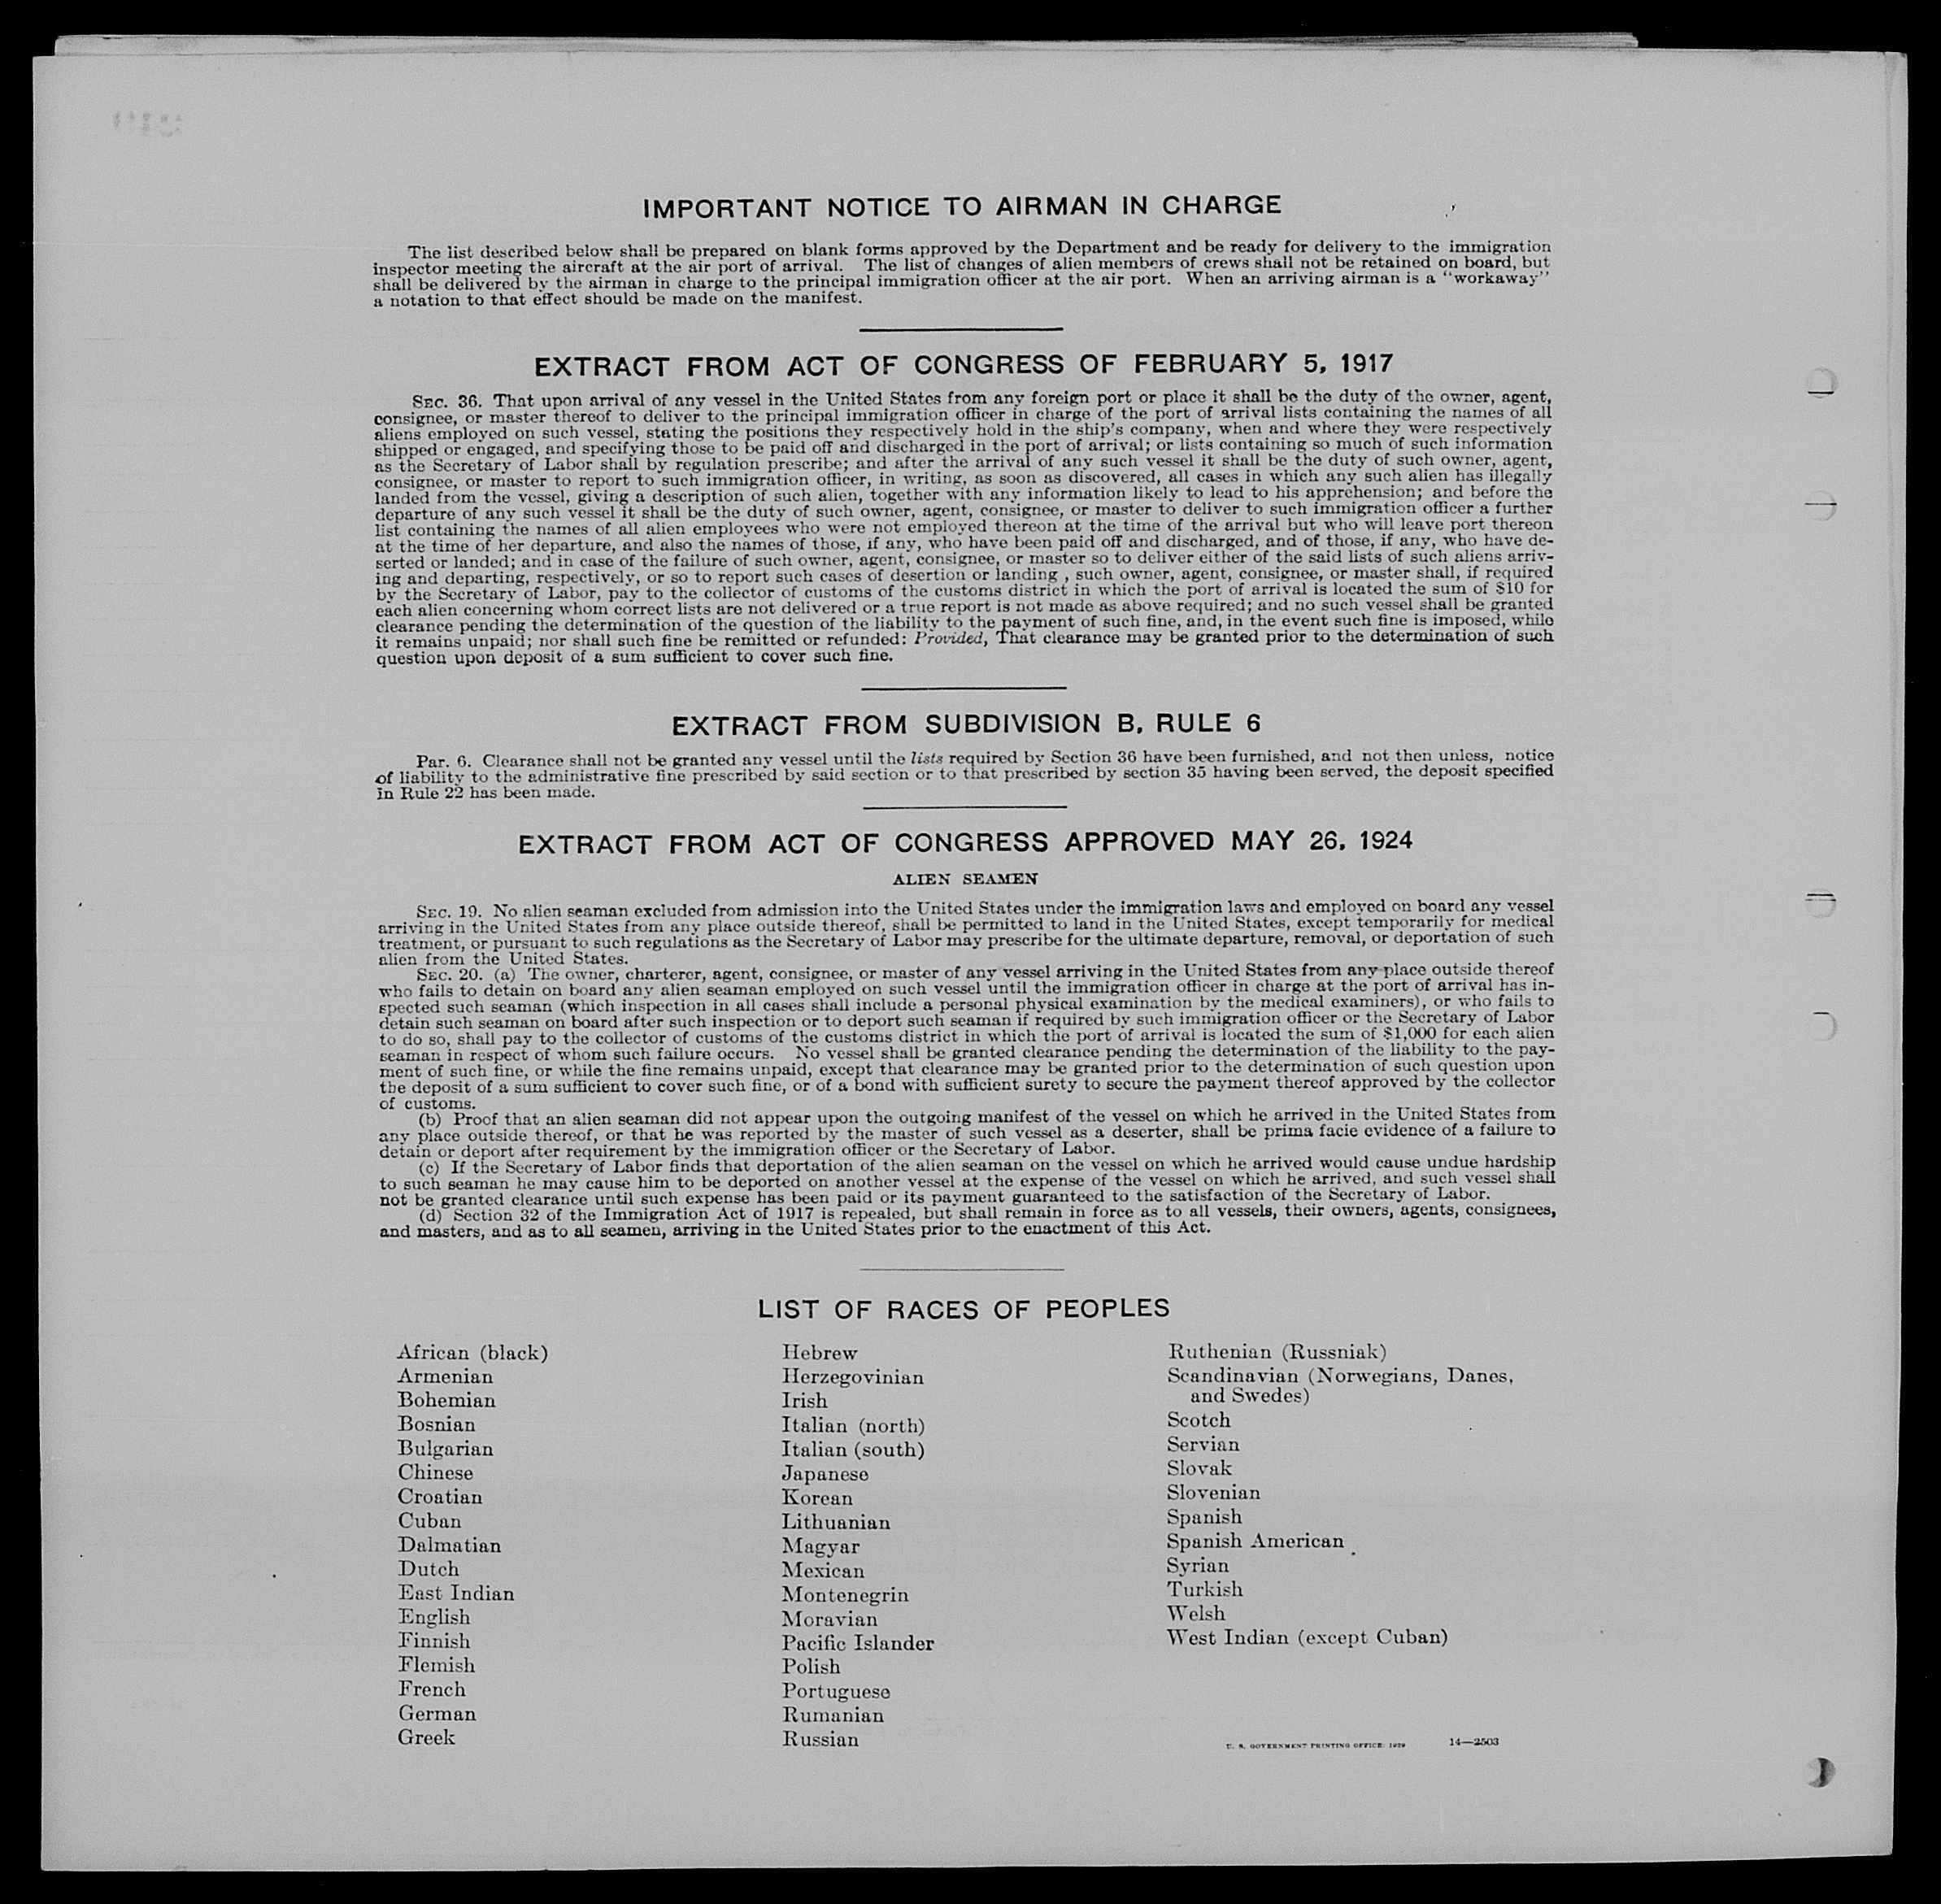 IMPORTANT NOTICE TO AIRMAN IN CHARGE
The list described below shall be prepared on blank forms approved by the Department and be ready for delivery to the immigration
inspector meeting the aircraft at the air port of arrival. The list of changes of alien members of crews shall not be retained on board, but
shall be delivered by the airman in charge to the principal immigration officer at the air port. When an arriving airman is a "workaway"
a notation to that effect should be made on the manifest.
EXTRACT FROM ACT OF CONGRESS OF FEBRUARY 5, 1917
SEC. 36. That upon arrival of any vessel in the United States from any foreign port or place it shall be the duty of the owner, agent,
consignee, or master thereof to deliver to the principal immigration officer in charge of the port of arrival lists containing the names of all
aliens employed on such vessel, stating the positions they respectively hold in the ship's company, when and where they were respectively
shipped or engaged, and specifying those to be paid off and discharged in the port of arrival; or lists containing so much of such information
as the Secretary of Labor shall by regulation prescribe; and after the arrival of any such vessel it shall be the duty of such owner, agent,
consignee, or master to report to such immigration officer, in writing, as soon as discovered, all cases in which any such alien has illegally
landed from the vessel, giving a description of such alien, together with any information likely to lead to his apprehension; and before the
departure of any such vessel it shall be the duty of such owner, agent, consignee, or master to deliver to such immigration officer a further
list containing the names of all alien employees who were not employed thereon at the time of the arrival but who will leave port thereon
at the time of her departure, and also the names of those, if any, who have been paid off and discharged, and of those, if any, who have de-
serted or landed; and in case of the failure of such owner, agent, consignee, or master so to deliver either of the said lists of such aliens arriv-
ing and departing, respectively, or so to report such cases of desertion or landing , such owner, agent, consignee, or master shall, if required
by the Secretary of Labor, pay to the collector of customs of the customs district in which the port of arrival is located the sum of $10 for
each alien concerning whom correct lists are not delivered or a true report is not made as above required; and no such vessel shall be granted
clearance pending the determination of the question of the liability to the payment of such fine, and, in the event such fine is imposed, while
it remains unpaid; nor shall such fine be remitted or refunded: Provided, That clearance may be granted prior to the determination of such
question upon deposit of a sum sufficient to cover such fine.
EXTRACT FROM SUBDIVISION B, RULE 6
Par. 6. Clearance shall not be granted any vessel until the lists required by Section 36 have been furnished, and not then unless, notice
of liability to the administrative fine prescribed by said section or to that prescribed by section 35 having been served, the deposit specified
in Rule 22 has been made.
EXTRACT FROM ACT OF CONGRESS APPROVED MAY 26, 1924
ALIEN SEAMEN
SEC. 19. No alien seaman excluded from admission into the United States under the immigration laws and employed on board any vessel
arriving in the United States from any place outside thereof, shall be permitted to land in the United States, except temporarily for medical
treatment, or pursuant to such regulations as the Secretary of Labor may prescribe for the ultimate departure, removal, or deportation of such
alien from the United States.
SEC. 20. (a) The owner, charterer, agent, consignee, or master of any vessel arriving in the United States from any place outside thereof
who fails to detain on board any alien seaman employed on such vessel until the immigration officer in charge at the port of arrival has in-
spected such seaman (which inspection in all cases shall include a personal physical examination by the medical examiners), or who fails to
detain such seaman on board after such inspection or to deport such seaman if required by such immigration officer or the Secretary of Labor
to do so, shall pay to the collector of customs of the customs district in which the port of arrival is located the sum of $1,000 for each alien
seaman in respect of whom such failure occurs. No vessel shall be granted clearance pending the determination of the liability to the pay-
ment of such fine, or while the fine remains unpaid, except that clearance may be granted prior to the determination of such question upon
the deposit of a sum sufficient to cover such fine, or of a bond with sufficient surety to secure the payment thereof approved by the collector
of customs.
(b) Proof that an alien seaman did not appear upon the outgoing manifest of the vessel on which he arrived in the United States from
any place outside thereof, or that he was reported by the master of such vessel as a deserter, shall be prima facie evidence of a failure to
detain or deport after requirement by the immigration officer or the Secretary of Labor.
(c) If the Secretary of Labor finds that deportation of the alien seaman on the vessel on which he arrived would cause undue hardship
to such seaman he may cause him to be deported on another vessel at the expense of the vessel on which he arrived, and such vessel shall
not be granted clearance until such expense has been paid or its payment guaranteed to the satisfaction of the Secretary of Labor.
(d) Section 32 of the Immigration Act of 1917 is repealed, but shall remain in force as to all vessels, their owners, agents, consignees,
and masters, and as to all seamen, arriving in the United States prior to the enactment of this Act.
LIST OF RACES OF PEOPLES
African (black)
Armenian
Bohemian
Bosnian
Bulgarian
Chinese
Croatian
Cuban
Dalmatian
Dutch
East Indian
English
Finnish
Flemish
French
German
Greek
Hebrew
Herzegovinian
Irish
Italian (north)
Italian (south)
Japanese
Korean
Lithuanian
Magyar
Mexican
Montenegrin
Moravian
Pacific Islander
Polish
Portuguese
Rumanian
Russian
Ruthenian (Russniak)
Scandinavian (Norwegians, Danes,
and Swedes)
Scotch
Servian
Slovak
Slovenian
Spanish
Spanish American
Syrian
Turkish
Welsh
West Indian (except Cuban)
U. S. GOVERNMENT PRINTING OFFICE: 1929 14—2503